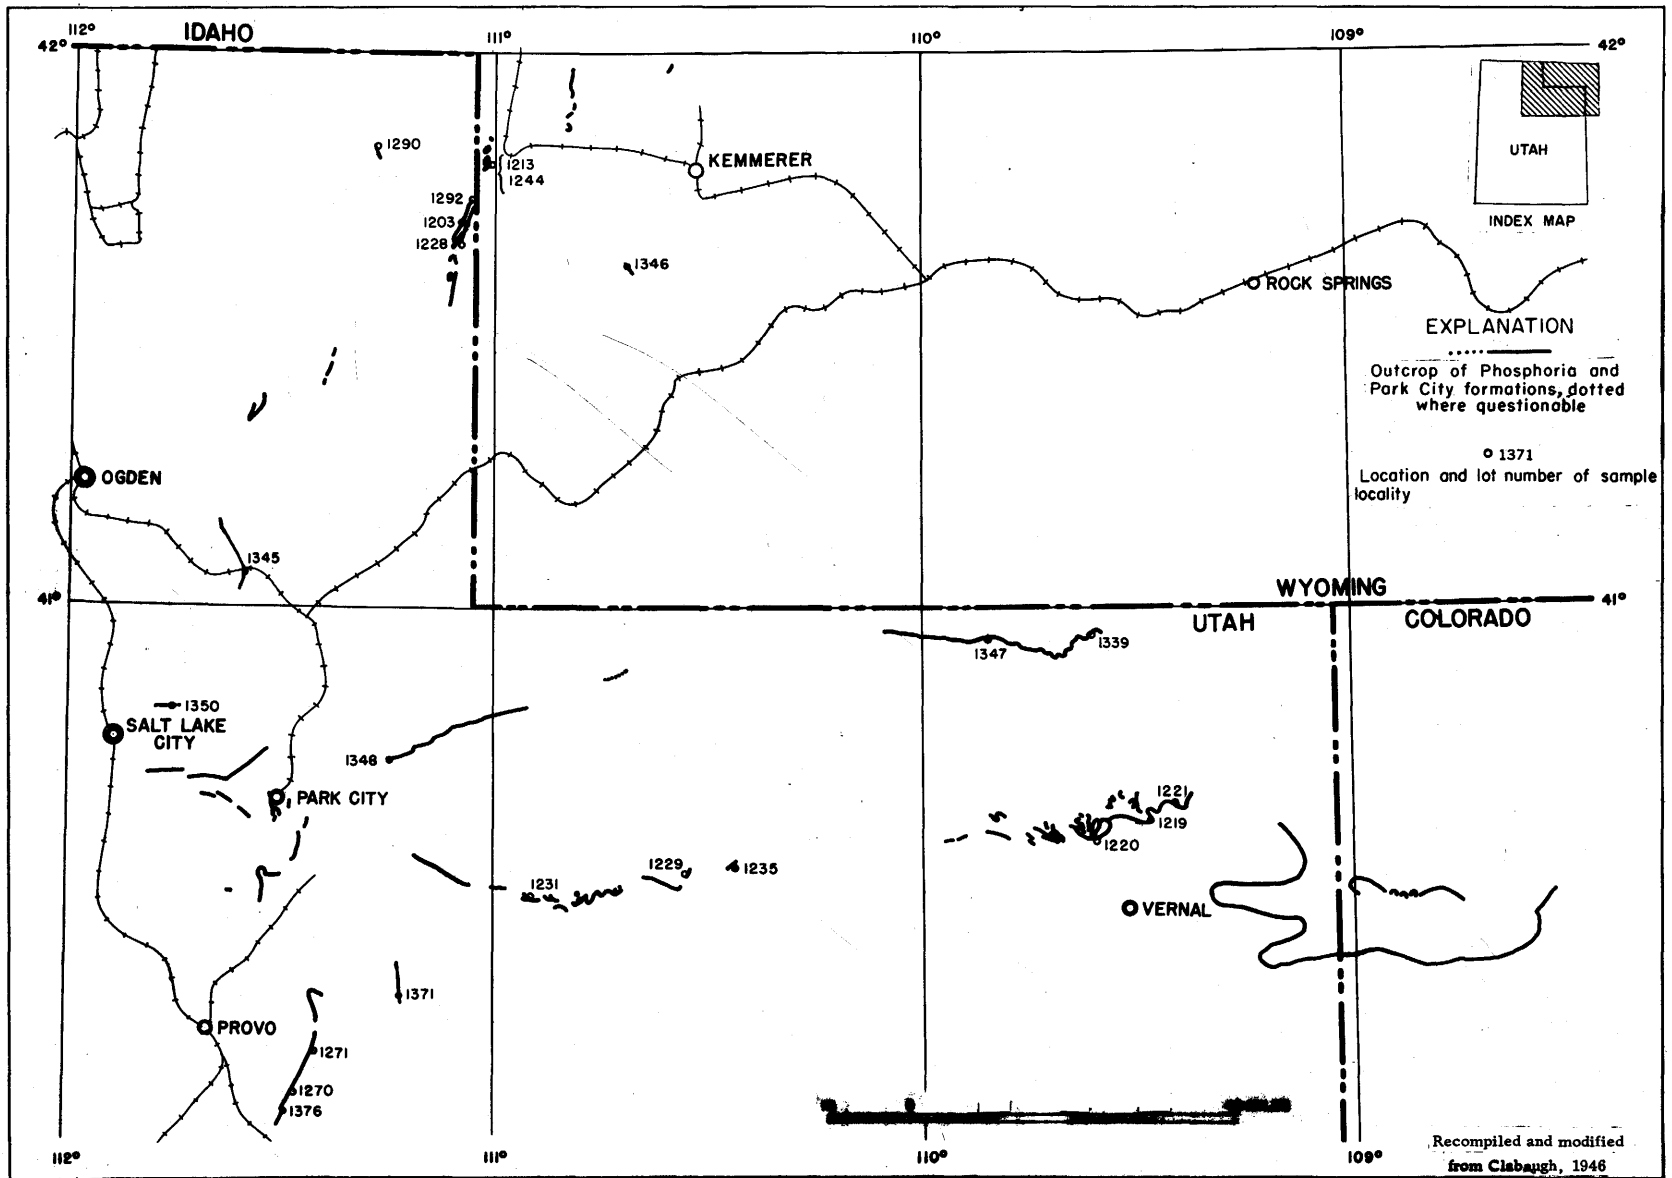 112°
IDAHO
111°
110°
109°
42°
42°
1290
1213
1244
KEMMERER
UTAH
INDEX MAP
1292
1203
1228
1346
ROCK SPRINGS
EXPLANATION
Outcrop of Phosphoria and
Park City formations, dotted
where questionable
1371
Location and lot number of sample
locality
OGDEN
1345
41°
WYOMING
41°
UTAH
COLORADO
1347
1339
1350
SALT LAKE
CITY
1348
PARK CITY
1221
1219
1220
1229
1235
1231
VERNAL
1371
PROVO
1271
1270
1376
Recompiled and modified
from Clabaugh, 1946
112°
111°
110°
109°